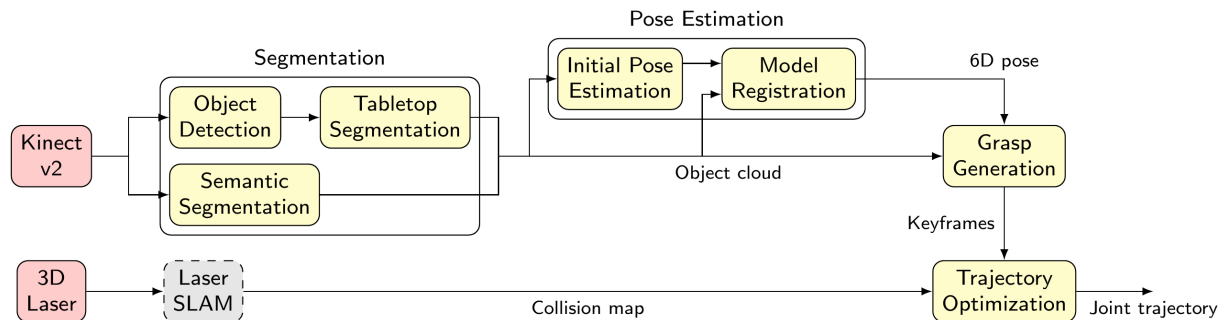 Pose Estimation
Segmentation
Initial Pose
Estimation
Model
Registration
6D pose
Object
Detection
Tabletop
Segmentation
Kinect
v2
Semantic
Segmentation
Object cloud
Grasp
Generation
Keyframes
3D
Laser
Laser
SLAM
Collision map
Trajectory
Optimization
Joint trajectory